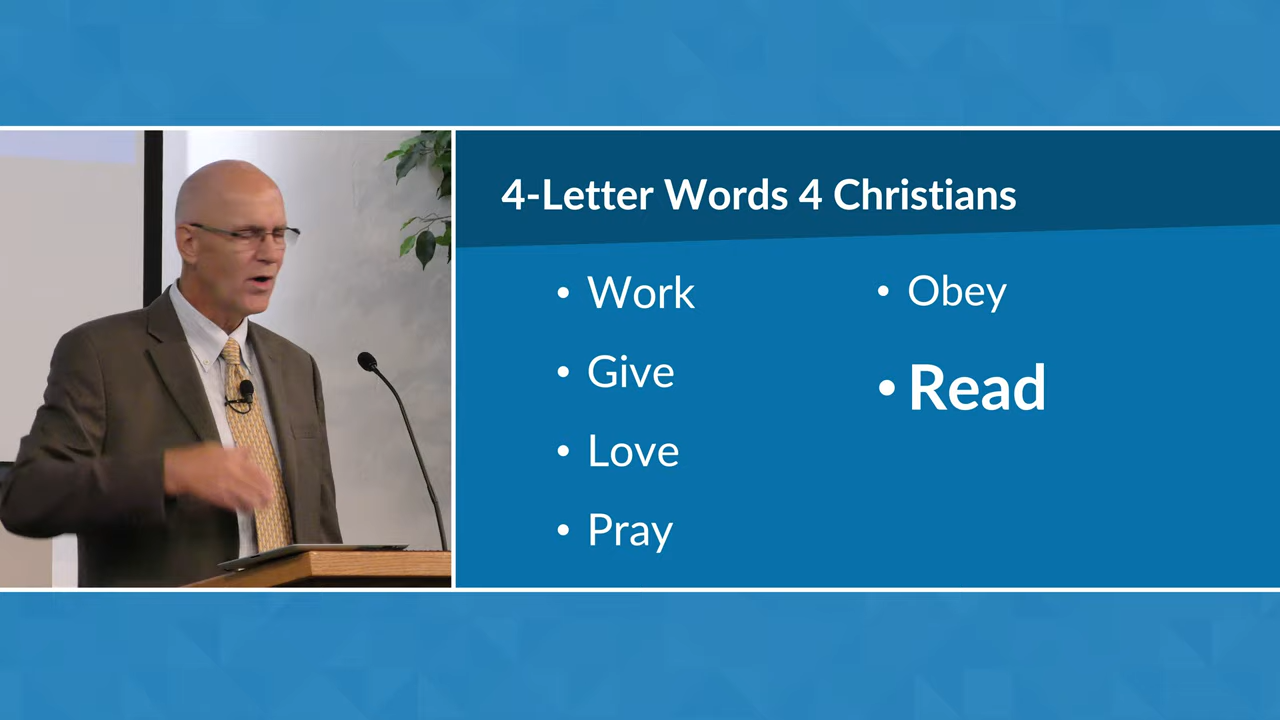 4-Letter Words 4 Christians
• Work
• Give
• Love
• Pray
• Obey
• Read